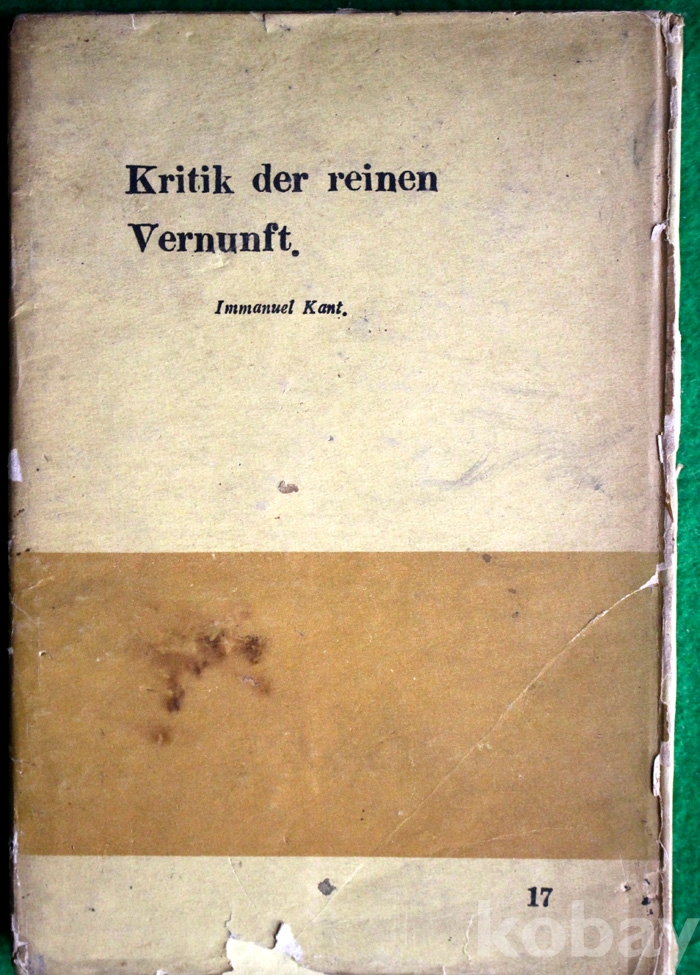 Kritik der reinen
Vernunft.
Immanuel Kant.
17
kobay